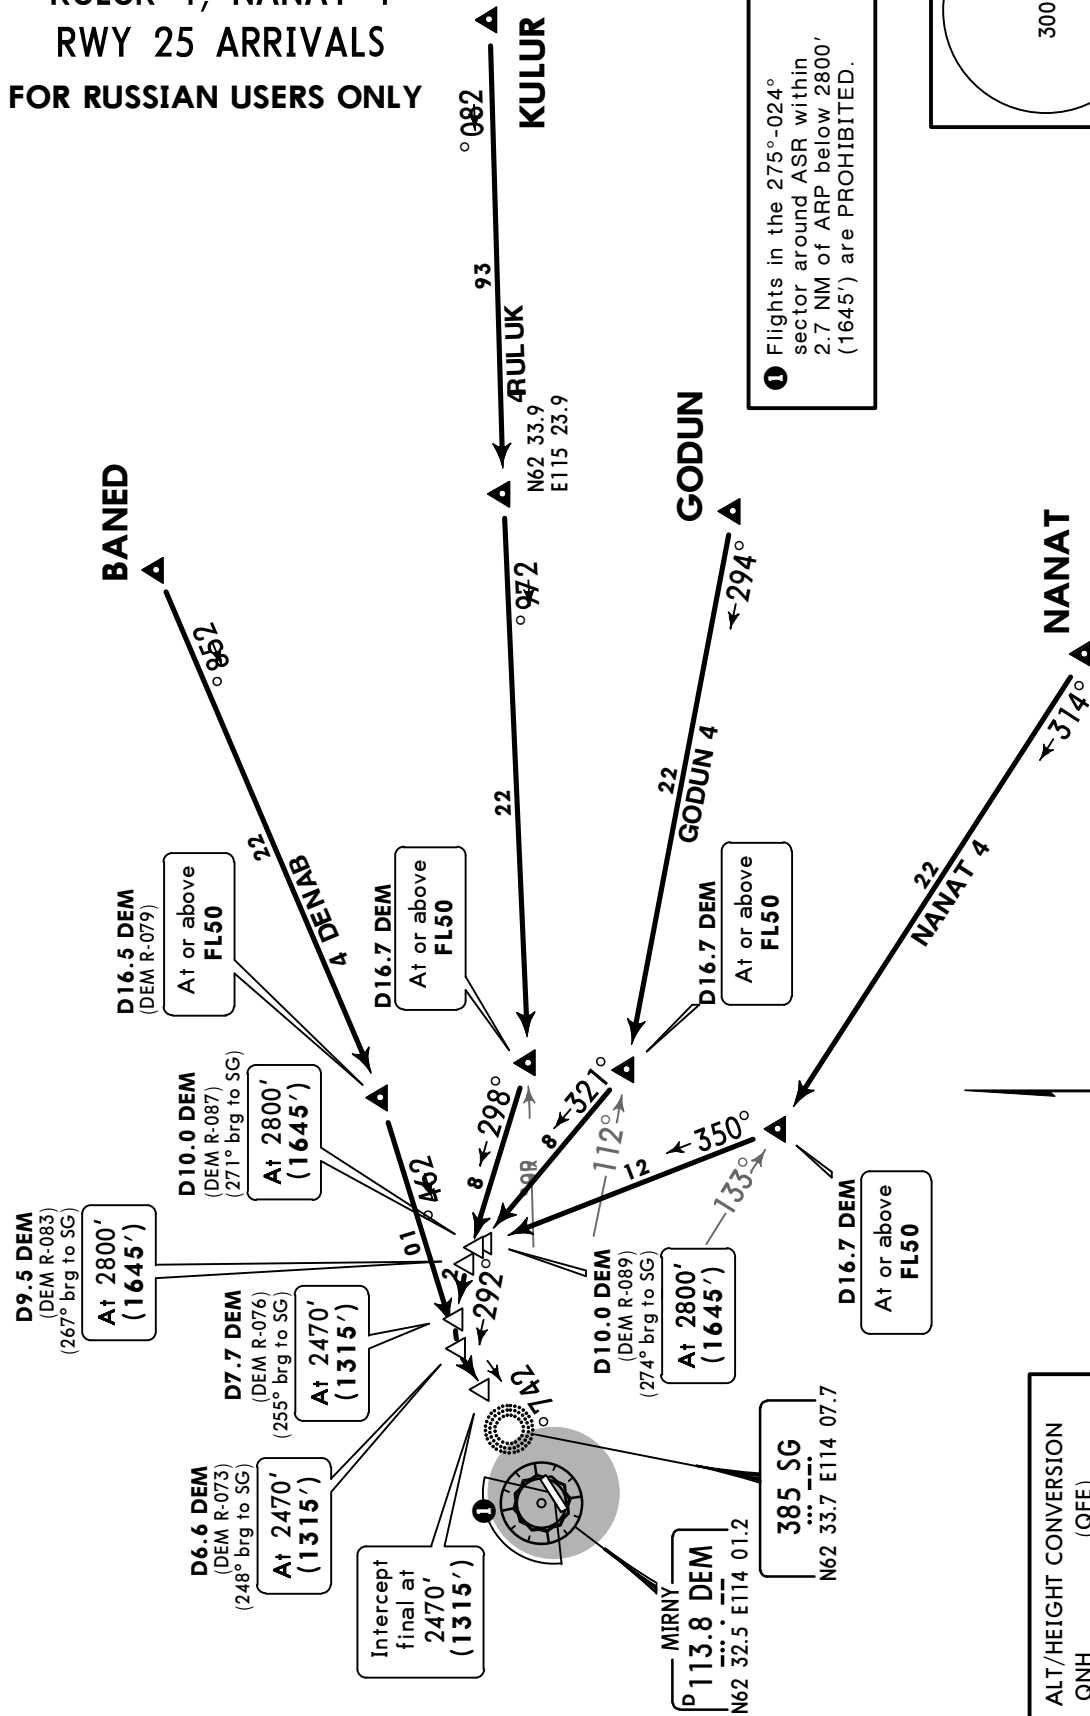 RWY 25 ARRIVALS
FOR RUSSIAN USERS ONLY
KULUR
°082
93
4RULUK
N62 33.9
E115 23.9
300
❶ Flights in the 275°-024°
sector around ASR within
2.7 NM of ARP below 2800'
(1645') are PROHIBITED.
BANED
°852
22
4 DENAB
°972
22
GODUN
294°
22
GODUN 4
NANAT
314°
22
NANAT 4
D16.5 DEM
(DEM R-079)
At or above
FL50
D16.7 DEM
At or above
FL50
D16.7 DEM
At or above
FL50
D16.7 DEM
At or above
FL50
D10.0 DEM
(DEM R-087)
(271° brg to SG)
At 2800'
(1645')
D9.5 DEM
(DEM R-083)
(267° brg to SG)
At 2800'
(1645')
D7.7 DEM
(DEM R-076)
(255° brg to SG)
At 2470'
(1315')
D6.6 DEM
(DEM R-073)
(248° brg to SG)
At 2470'
(1315')
Intercept
final at
2470'
(1315')
D10.0 DEM
(DEM R-089)
(274° brg to SG)
At 2800'
(1645')
°462
01
298°
8
321°
8
112°
350°
12
133°
2
292°
°742
❶
MIRNY
P 113.8 DEM
N62 32.5 E114 01.2
385 SG
N62 33.7 E114 07.7
ALT/HEIGHT CONVERSION
QNH (QFE)